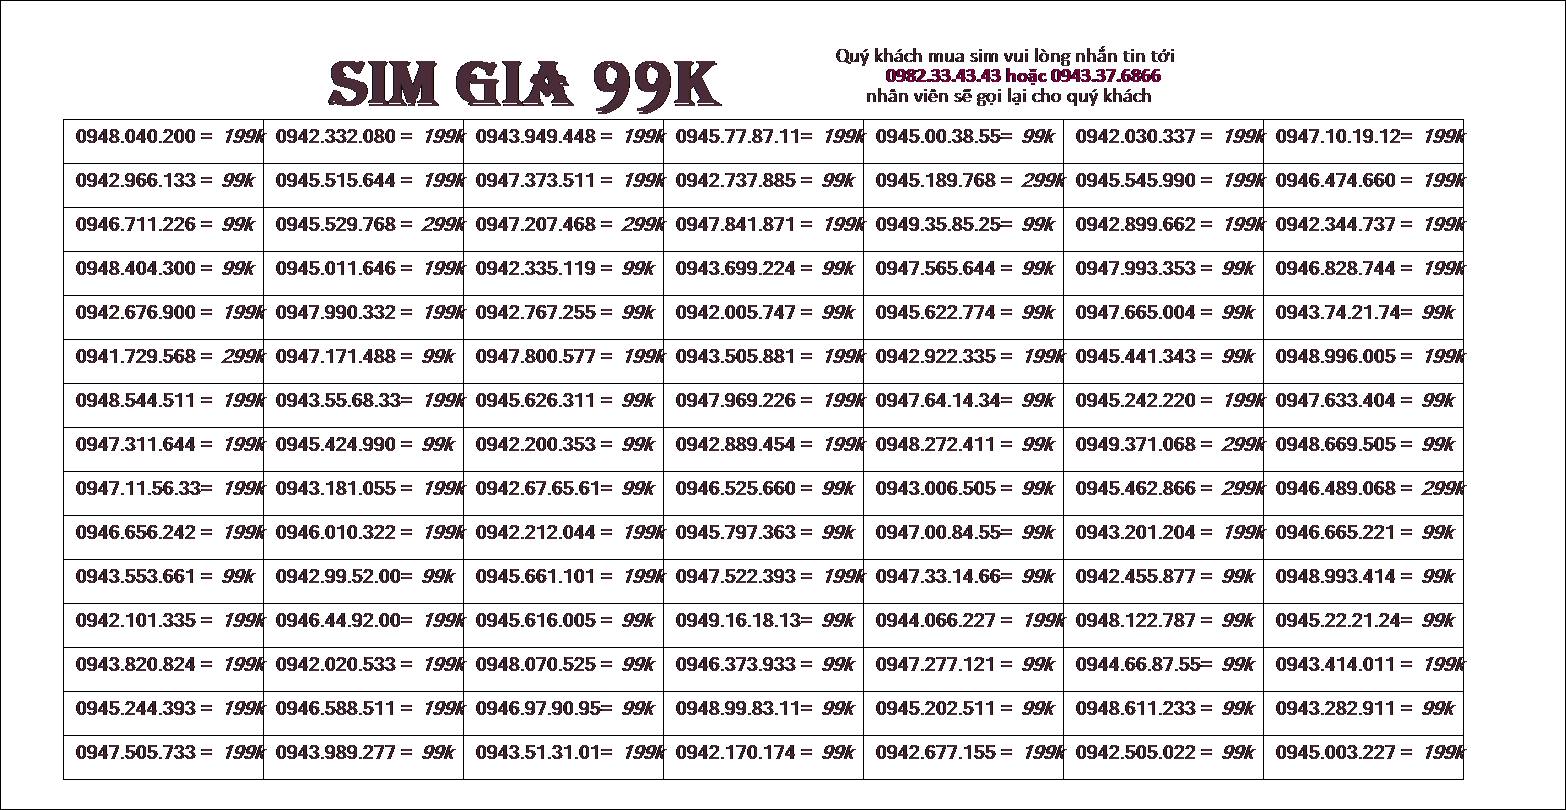 SIM GIA 99K
Quý khách mua sim vui lòng nhắn tin tới
0982.33.43.43 hoặc 0943.37.6866
nhân viên sẽ gọi lại cho quý khách
0948.040.200 = 199k 0942.332.080 = 199k 0943.949.448 = 199k 0945.77.87.11= 199k 0945.00.38.55= 99k 0942.030.337 = 199k 0947.10.19.12= 199k
0942.966.133 = 99k 0945.515.644 = 199k 0947.373.511 = 199k 0942.737.885 = 99k 0945.189.768 = 299k 0945.545.990 = 199k 0946.474.660 = 199k
0946.711.226 = 99k 0945.529.768 = 299k 0947.207.468 = 299k 0947.841.871 = 199k 0949.35.85.25= 99k 0942.899.662 = 199k 0942.344.737 = 199k
0948.404.300 = 99k 0945.011.646 = 199k 0942.335.119 = 99k 0943.699.224 = 99k 0947.565.644 = 99k 0947.993.353 = 99k 0946.828.744 = 199k
0942.676.900 = 199k 0947.990.332 = 199k 0942.767.255 = 99k 0942.005.747 = 99k 0945.622.774 = 99k 0947.665.004 = 99k 0943.74.21.74= 99k
0941.729.568 = 299k 0947.171.488 = 99k 0947.800.577 = 199k 0943.505.881 = 199k 0942.922.335 = 199k 0945.441.343 = 99k 0948.996.005 = 199k
0948.544.511 = 199k 0943.55.68.33= 199k 0945.626.311 = 99k 0947.969.226 = 199k 0947.64.14.34= 99k 0945.242.220 = 199k 0947.633.404 = 99k
0947.311.644 = 199k 0945.424.990 = 99k 0942.200.353 = 99k 0942.889.454 = 199k 0948.272.411 = 99k 0949.371.068 = 299k 0948.669.505 = 99k
0947.11.56.33= 199k 0943.181.055 = 199k 0942.67.65.61= 99k 0946.525.660 = 99k 0943.006.505 = 99k 0945.462.866 = 299k 0946.489.068 = 299k
0946.656.242 = 199k 0946.010.322 = 199k 0942.212.044 = 199k 0945.797.363 = 99k 0947.00.84.55= 99k 0943.201.204 = 199k 0946.665.221 = 99k
0943.553.661 = 99k 0942.99.52.00= 99k 0945.661.101 = 199k 0947.522.393 = 199k 0947.33.14.66= 99k 0942.455.877 = 99k 0948.993.414 = 99k
0942.101.335 = 199k 0946.44.92.00= 199k 0945.616.005 = 99k 0949.16.18.13= 99k 0944.066.227 = 199k 0948.122.787 = 99k 0945.22.21.24= 99k
0943.820.824 = 199k 0942.020.533 = 199k 0948.070.525 = 99k 0946.373.933 = 99k 0947.277.121 = 99k 0944.66.87.55= 99k 0943.414.011 = 199k
0945.244.393 = 199k 0946.588.511 = 199k 0946.97.90.95= 99k 0948.99.83.11= 99k 0945.202.511 = 99k 0948.611.233 = 99k 0943.282.911 = 99k
0947.505.733 = 199k 0943.989.277 = 99k 0943.51.31.01= 199k 0942.170.174 = 99k 0942.677.155 = 199k 0942.505.022 = 99k 0945.003.227 = 199k